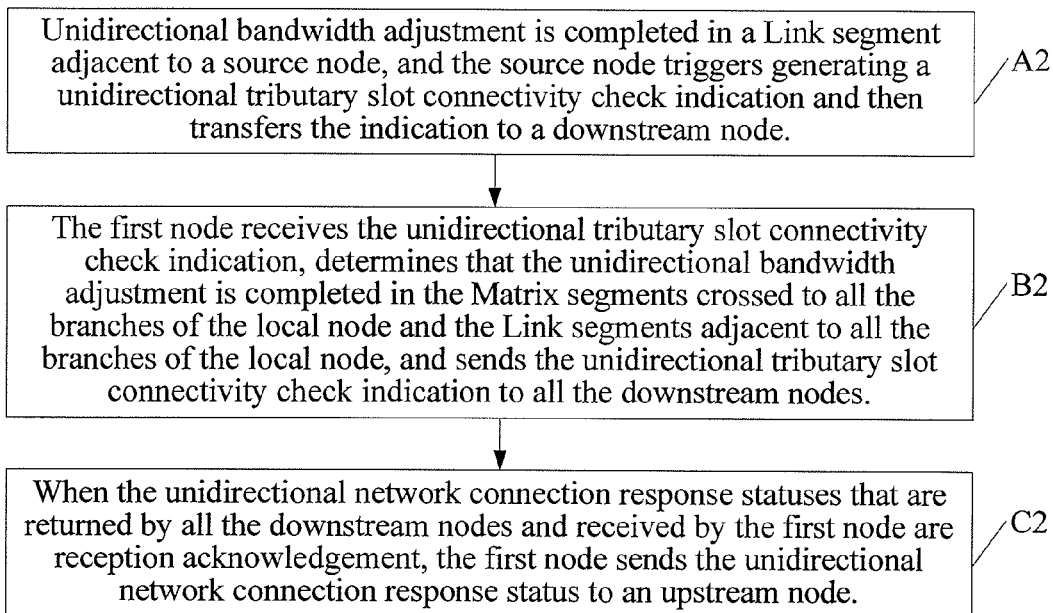 Unidirectional bandwidth adjustment is completed in a Link segment
adjacent to a source node, and the source node triggers generating a
unidirectional tributary slot connectivity check indication and then
transfers the indication to a downstream node.
A2
The first node receives the unidirectional tributary slot connectivity
check indication, determines that the unidirectional bandwidth
adjustment is completed in the Matrix segments crossed to all the
branches of the local node and the Link segments adjacent to all the
branches of the local node, and sends the unidirectional tributary slot
connectivity check indication to all the downstream nodes.
B2
When the unidirectional network connection response statuses that are
returned by all the downstream nodes and received by the first node are
reception acknowledgement, the first node sends the unidirectional
network connection response status to an upstream node.
C2